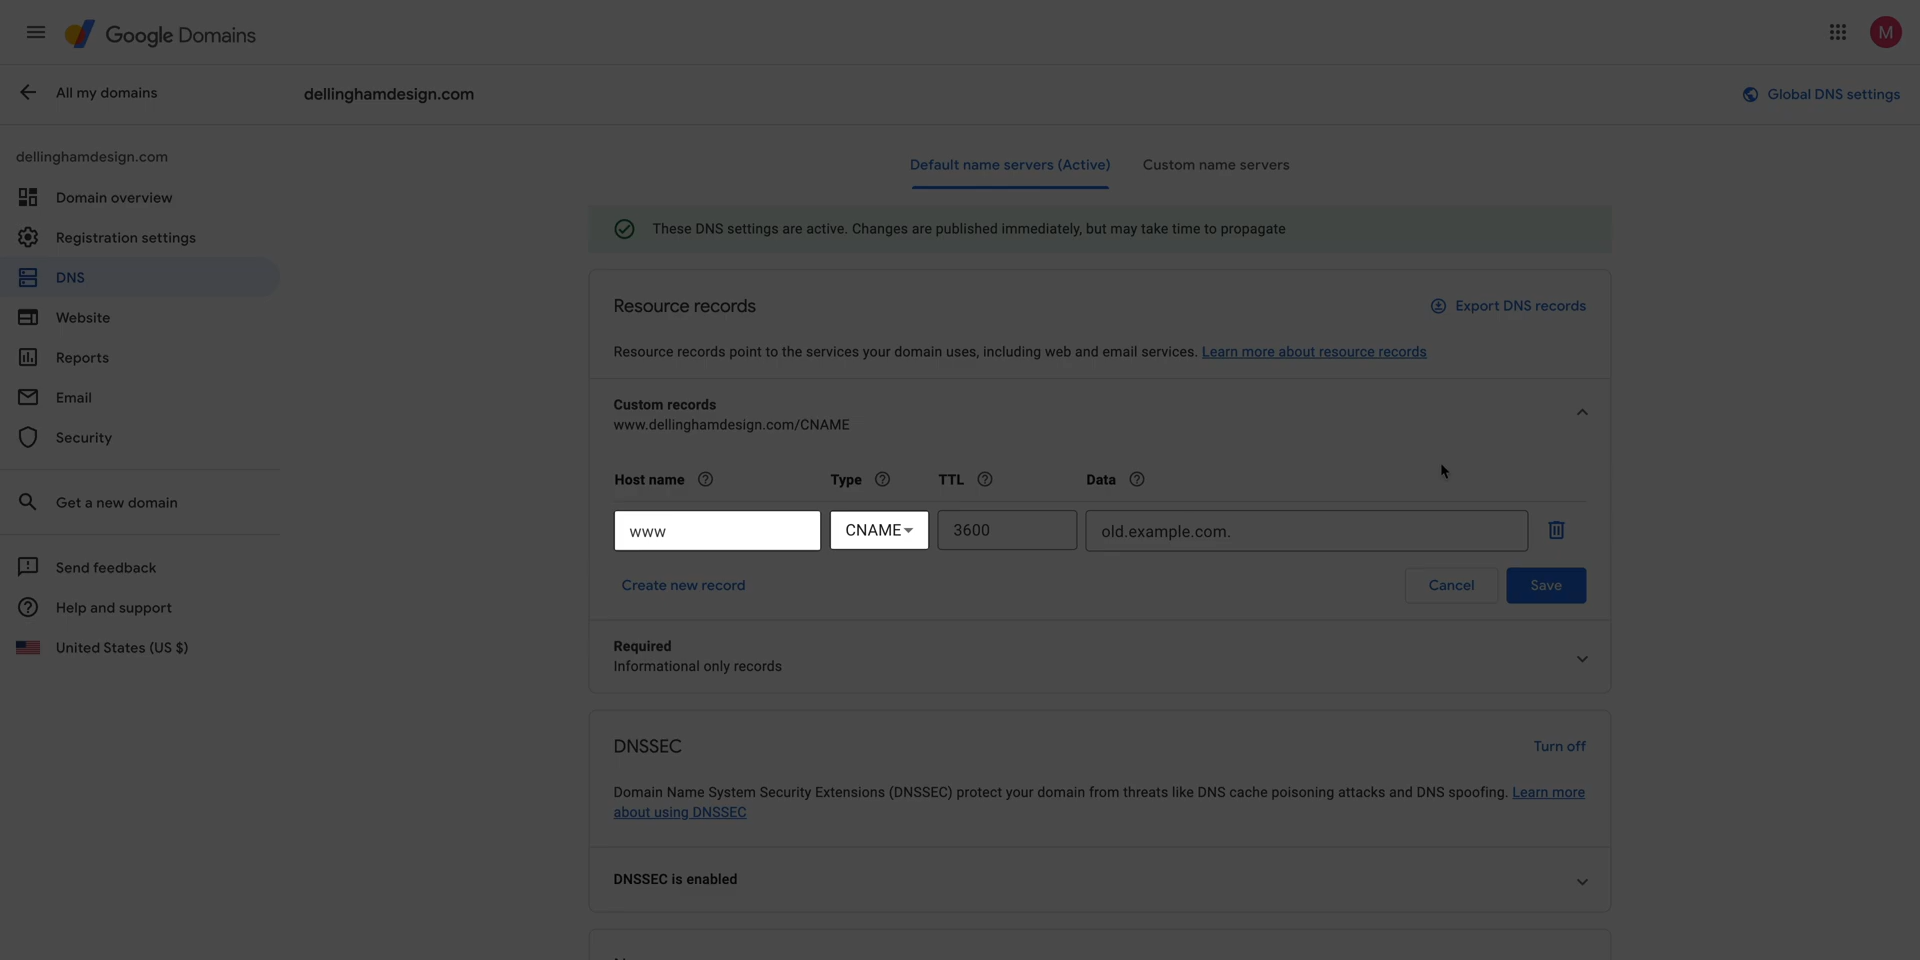 Google Domains
M
All my domains
dellinghamdesign.com
Global DNS settings
dellinghamdesign.com
Domain overview
Registration settings
DNS
Website
Reports
Email
Security
Get a new domain
Send feedback
Help and support
United States (US $)
Default name servers (Active)
Custom name servers
These DNS settings are active. Changes are published immediately, but may take time to propagate
Resource records
Export DNS records
Resource records point to the services your domain uses, including web and email services. Learn more about resource records
Custom records
www.dellinghamdesign.com/CNAME
Host name
Type
TTL
Data
www
CNAME
3600
old.example.com.
Create new record
Cancel
Save
Required
Informational only records
DNSSEC
Turn off
Domain Name System Security Extensions (DNSSEC) protect your domain from threats like DNS cache poisoning attacks and DNS spoofing. Learn more
about using DNSSEC
DNSSEC is enabled